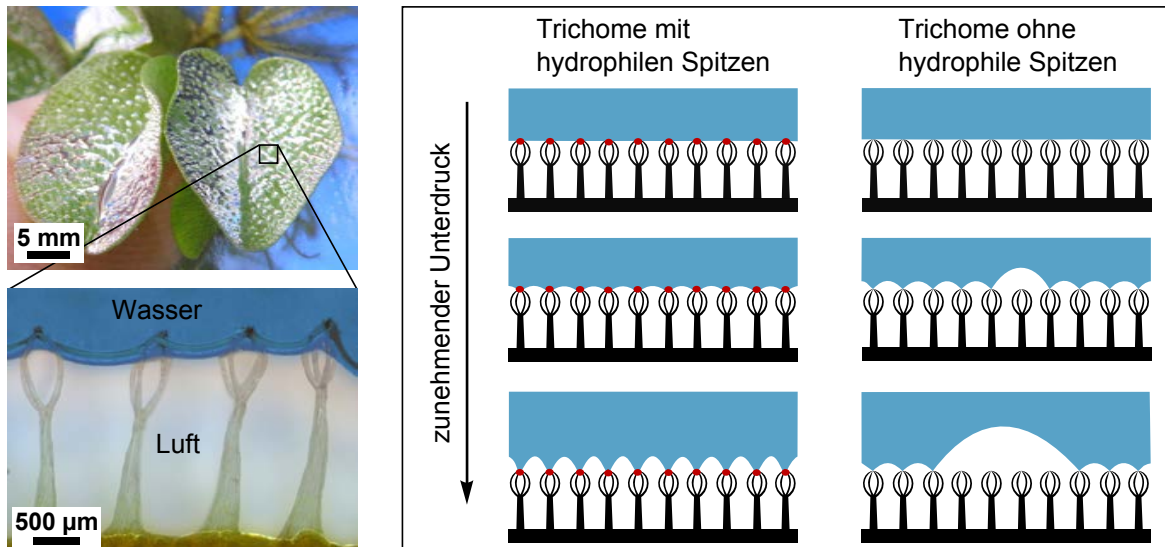 5 mm
Wasser
Luft
500 µm
Trichome mit
hydrophilen Spitzen
Trichome ohne
hydrophile Spitzen
zunehmender Unterdruck